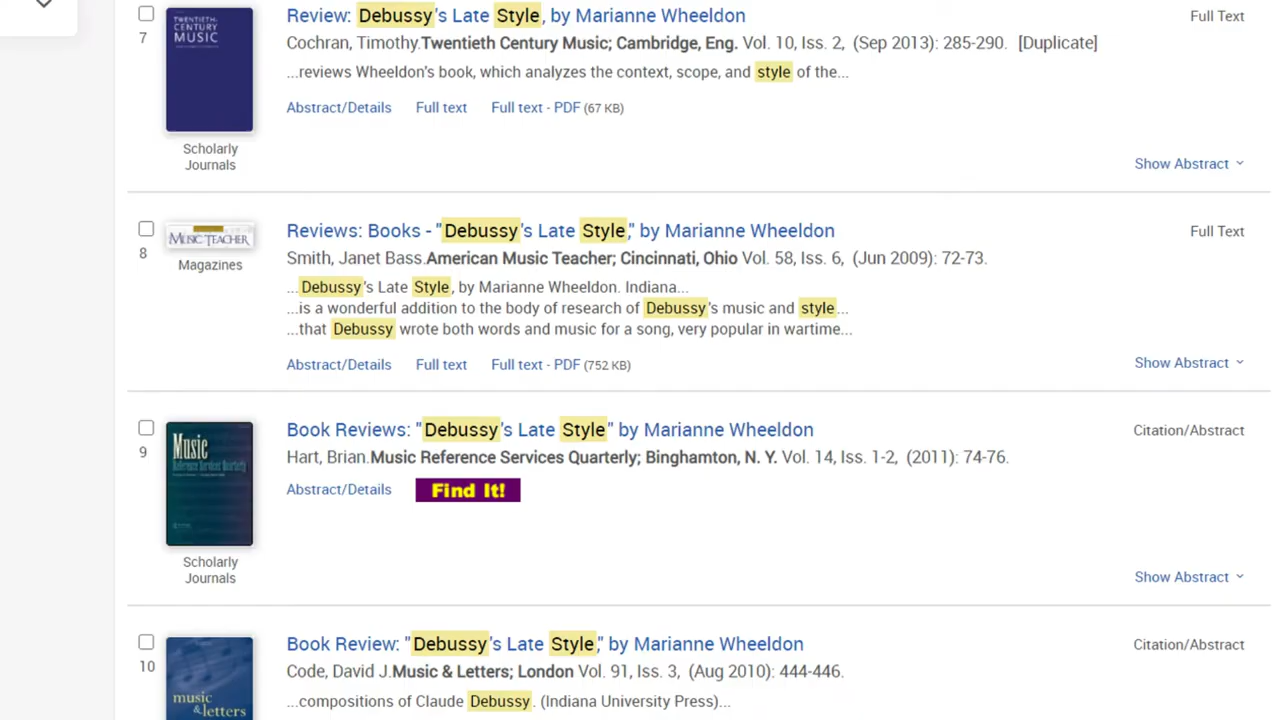 Review: Debussy's Late Style, by Marianne Wheeldon
Full Text
7
TWENTIETH-
CENTURY
MUSIC
Cochran, Timothy.Twentieth Century Music; Cambridge, Eng. Vol. 10, Iss. 2, (Sep 2013): 285-290. [Duplicate]
...reviews Wheeldon's book, which analyzes the context, scope, and style of the...
Abstract/Details Full text Full text - PDF (67 KB)
Scholarly
Journals
Show Abstract
Reviews: Books - "Debussy's Late Style," by Marianne Wheeldon
Full Text
8
MUSIC TEACHER
Magazines
Smith, Janet Bass.American Music Teacher; Cincinnati, Ohio Vol. 58, Iss. 6, (Jun 2009): 72-73.
...Debussy's Late Style, by Marianne Wheeldon. Indiana...
...is a wonderful addition to the body of research of Debussy's music and style...
...that Debussy wrote both words and music for a song, very popular in wartime...
Abstract/Details Full text Full text - PDF (752 KB)
Show Abstract
Book Reviews: "Debussy's Late Style" by Marianne Wheeldon
Citation/Abstract
9
Music
Reference Services Quarterly
Hart, Brian.Music Reference Services Quarterly; Binghamton, N. Y. Vol. 14, Iss. 1-2, (2011): 74-76.
Abstract/Details Find It!
Scholarly
Journals
Show Abstract
Book Review: "Debussy's Late Style," by Marianne Wheeldon
Citation/Abstract
10
music
&letters
Code, David J.Music & Letters; London Vol. 91, Iss. 3, (Aug 2010): 444-446.
...compositions of Claude Debussy. (Indiana University Press)...